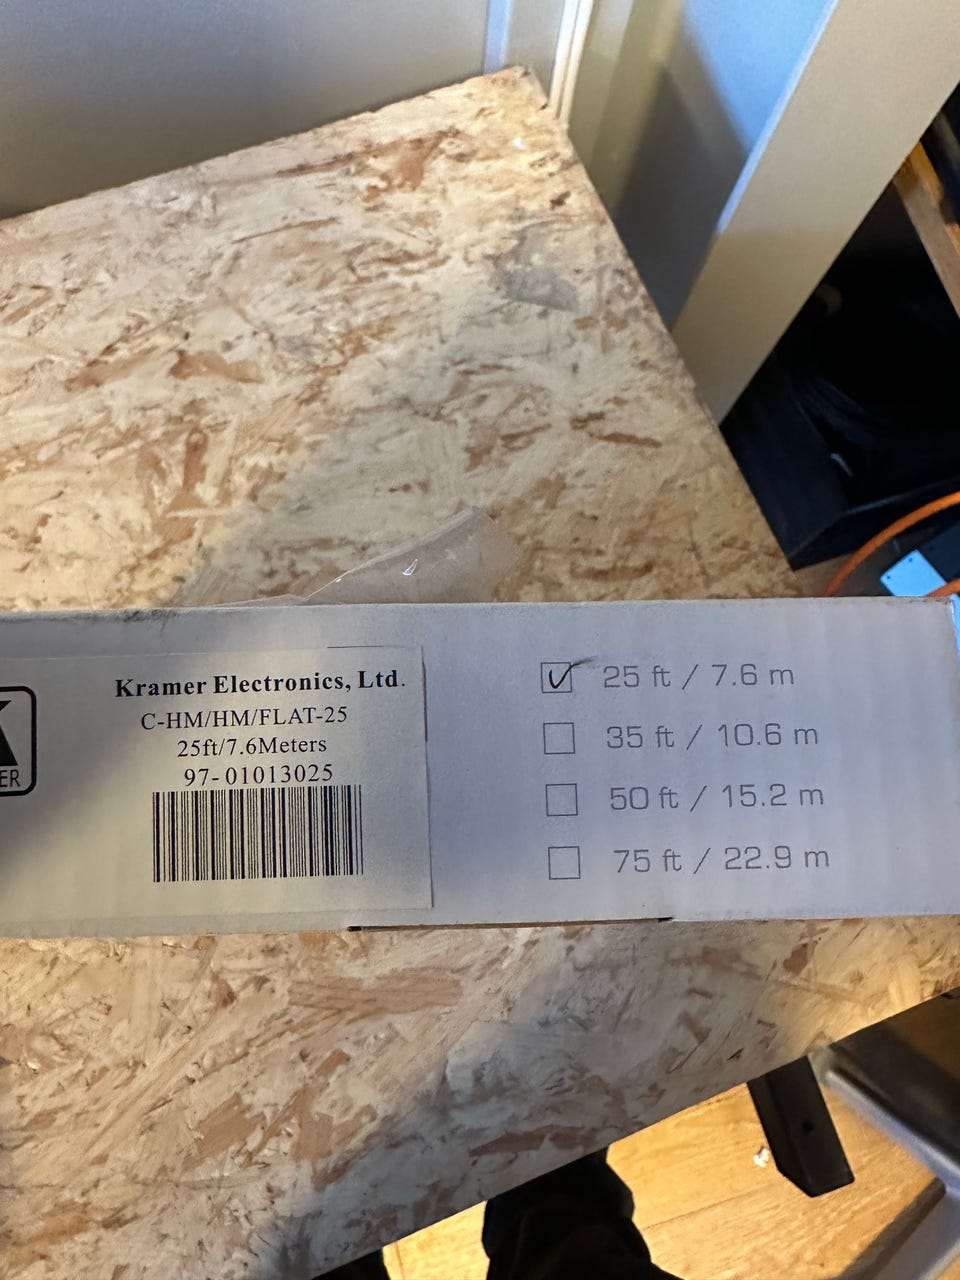 Kramer Electronics, Ltd.
C-HM/HM/FLAT-25
25ft/7.6Meters
97-01013025
25 ft / 7.6 m
35 ft / 10.6 m
50 ft / 15.2 m
75 ft / 22.9 m